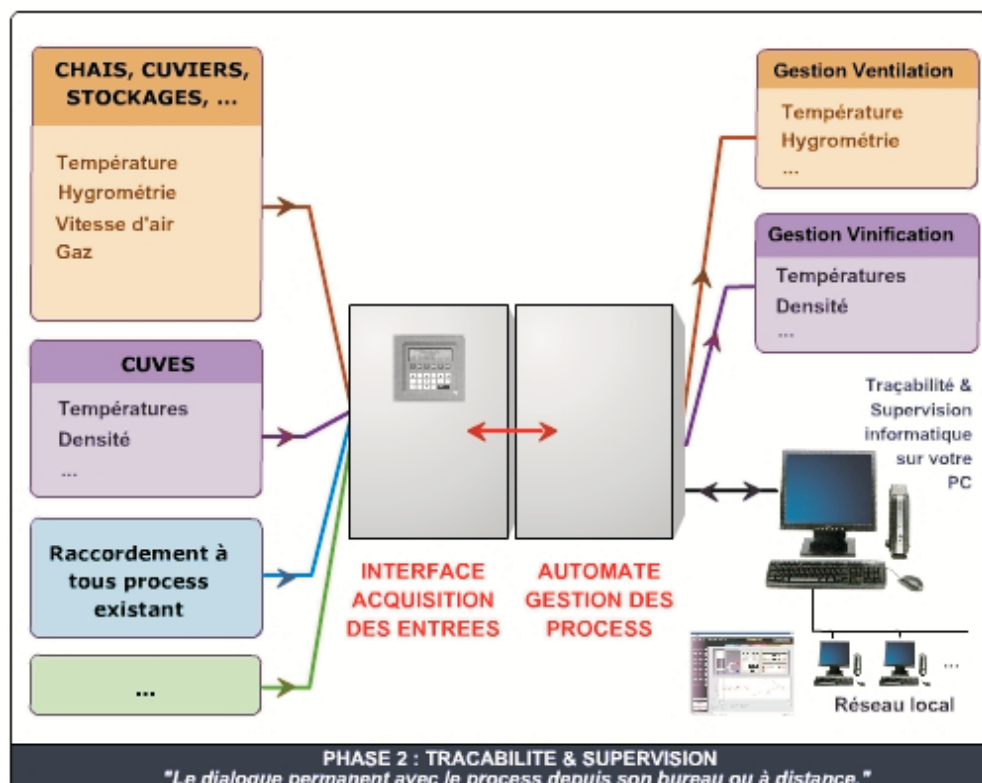 CHAIS, CUVIERS,
STOCKAGES, ...
Température
Hygrométrie
Vitesse d'air
Gaz
CUVES
Températures
Densité
...
Raccordement à
tous process
existant
...
INTERFACE
ACQUISITION
DES ENTREES
AUTOMATE
GESTION DES
PROCESS
Gestion Ventilation
Température
Hygrométrie
...
Gestion Vinification
Températures
Densité
...
Traçabilité &
Supervision
informatique
sur votre
PC
...
Réseau local
PHASE 2 : TRACABILITE & SUPERVISION
"Le dialogue permanent avec le process depuis son bureau ou à distance."